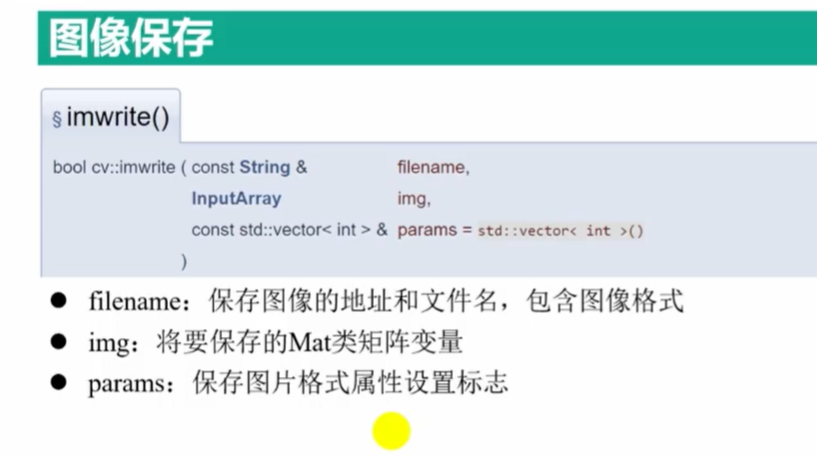 图像保存
§ imwrite()
bool cv::imwrite ( const String & filename,
InputArray img,
const std::vector< int > & params = std::vector< int >()
)
● filename：保存图像的地址和文件名，包含图像格式
● img：将要保存的Mat类矩阵变量
● params：保存图片格式属性设置标志